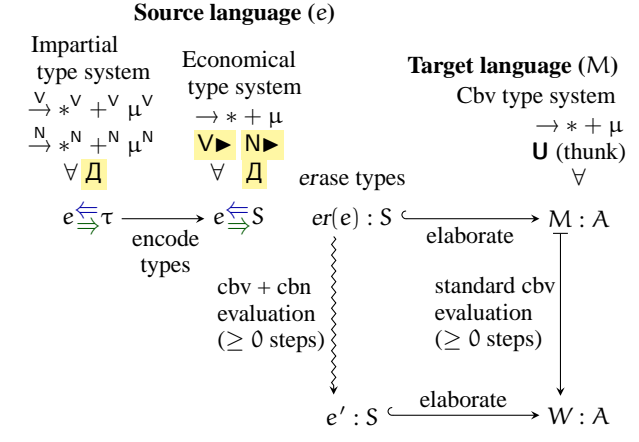 Source language (e)
Impartial
type system
→ⱽ *ⱽ +ⱽ μⱽ
→ᴺ *ᴺ +ᴺ μᴺ
∀ Д
Economical
type system
→ * + μ
V▶ N▶
∀ Д
Target language (M)
Cbv type system
→ * + μ
U (thunk)
∀
erase types
e ⇐⇒ τ
encode
types
e ⇐⇒ S
er(e) : S
elaborate
M : A
cbv + cbn
evaluation
(≥ 0 steps)
standard cbv
evaluation
(≥ 0 steps)
e′ : S
elaborate
W : A